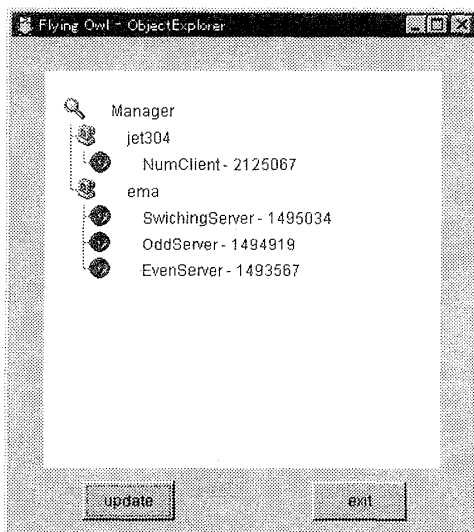 Flying Owl - ObjectExplorer
Manager
jet304
NumClient - 2125067
ema
SwichingServer - 1495034
OddServer - 1494919
EvenServer - 1493567
update
exit